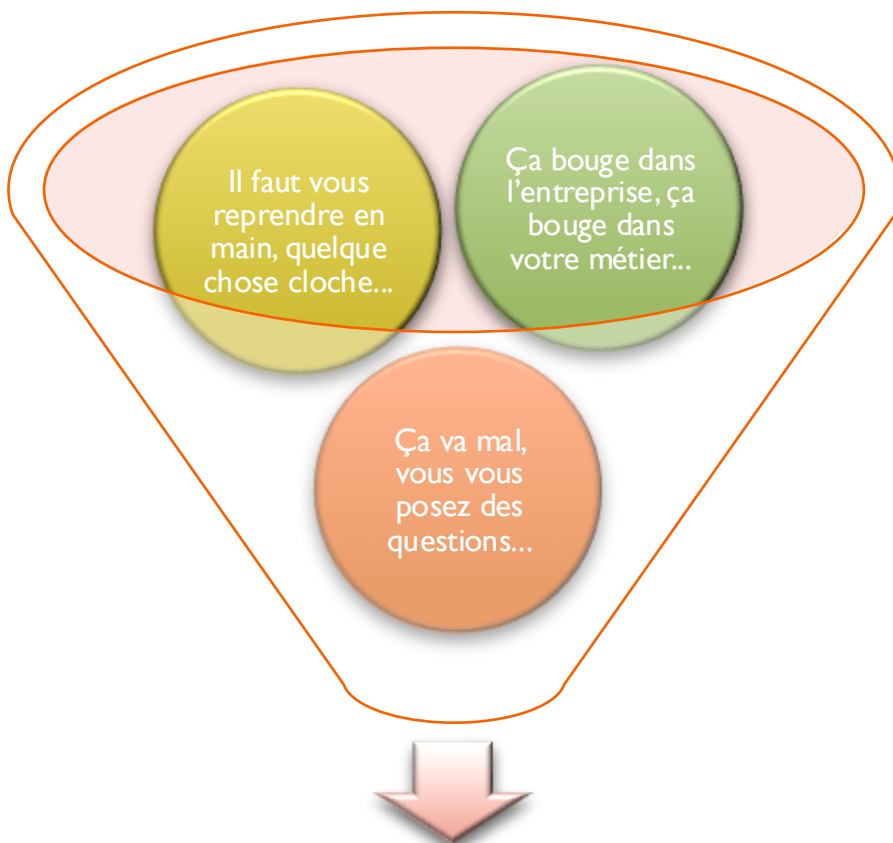 Il faut vous
reprendre en
main, quelque
chose cloche...
Ça bouge dans
l’entreprise, ça
bouge dans
votre métier...
Ça va mal,
vous vous
posez des
questions...